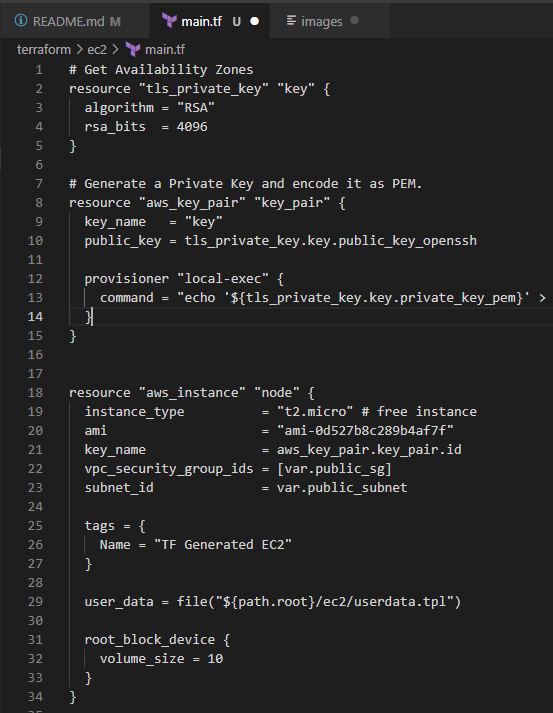 README.md M
main.tf U
images
terraform > ec2 > main.tf
1 # Get Availability Zones
2 resource "tls_private_key" "key" {
3   algorithm = "RSA"
4   rsa_bits  = 4096
5 }
6
7 # Generate a Private Key and encode it as PEM.
8 resource "aws_key_pair" "key_pair" {
9   key_name   = "key"
10   public_key = tls_private_key.key.public_key_openssh
11
12   provisioner "local-exec" {
13     command = "echo '${tls_private_key.key.private_key_pem}' >
14   }
15 }
16
17
18 resource "aws_instance" "node" {
19   instance_type          = "t2.micro" # free instance
20   ami                    = "ami-0d527b8c289b4af7f"
21   key_name               = aws_key_pair.key_pair.id
22   vpc_security_group_ids = [var.public_sg]
23   subnet_id              = var.public_subnet
24
25   tags = {
26     Name = "TF Generated EC2"
27   }
28
29   user_data = file("${path.root}/ec2/userdata.tpl")
30
31   root_block_device {
32     volume_size = 10
33   }
34 }